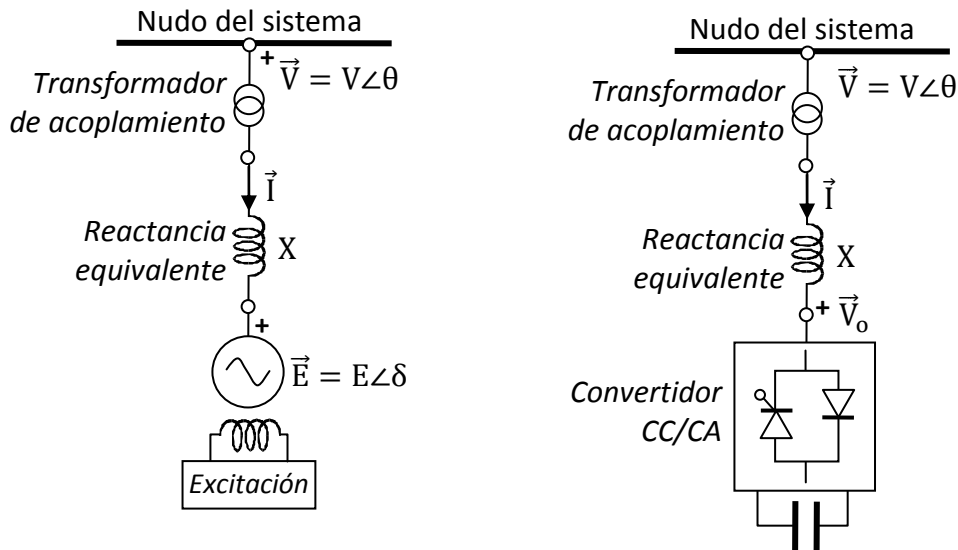 Nudo del sistema
+ V⃗ = V∠θ
Transformador
de acoplamiento
I⃗
Reactancia
equivalente
X
+
E⃗ = E∠δ
Excitación
Nudo del sistema
V⃗ = V∠θ
Transformador
de acoplamiento
I⃗
Reactancia
equivalente
X
+ V⃗ₒ
Convertidor
CC/CA